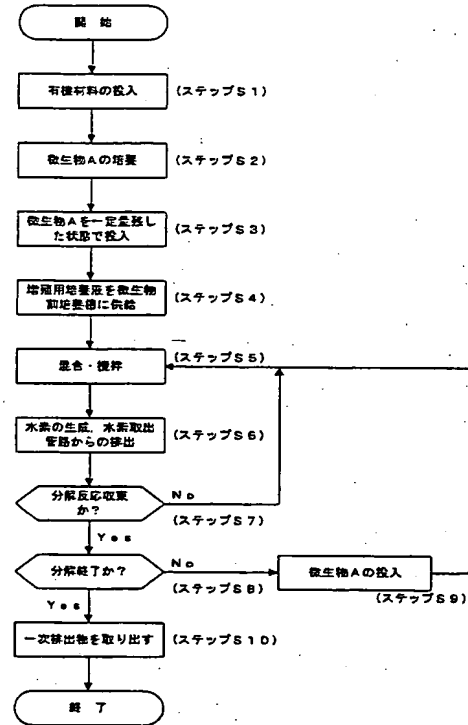 開 始
有機材料の投入
(ステップS1)
微生物Aの培養
(ステップS2)
微生物Aを一定量残し
た状態で投入
(ステップS3)
増殖用培養液を微生物
前培養槽に供給
(ステップS4)
混合・攪拌
(ステップS5)
水素の生成、水素取出
管路からの排出
(ステップS6)
分解反応収束
か?
No
(ステップS7)
Yes
分解終了か?
No
(ステップS8)
微生物Aの投入
(ステップS9)
Yes
一次排出物を取り出す
(ステップS10)
終 了